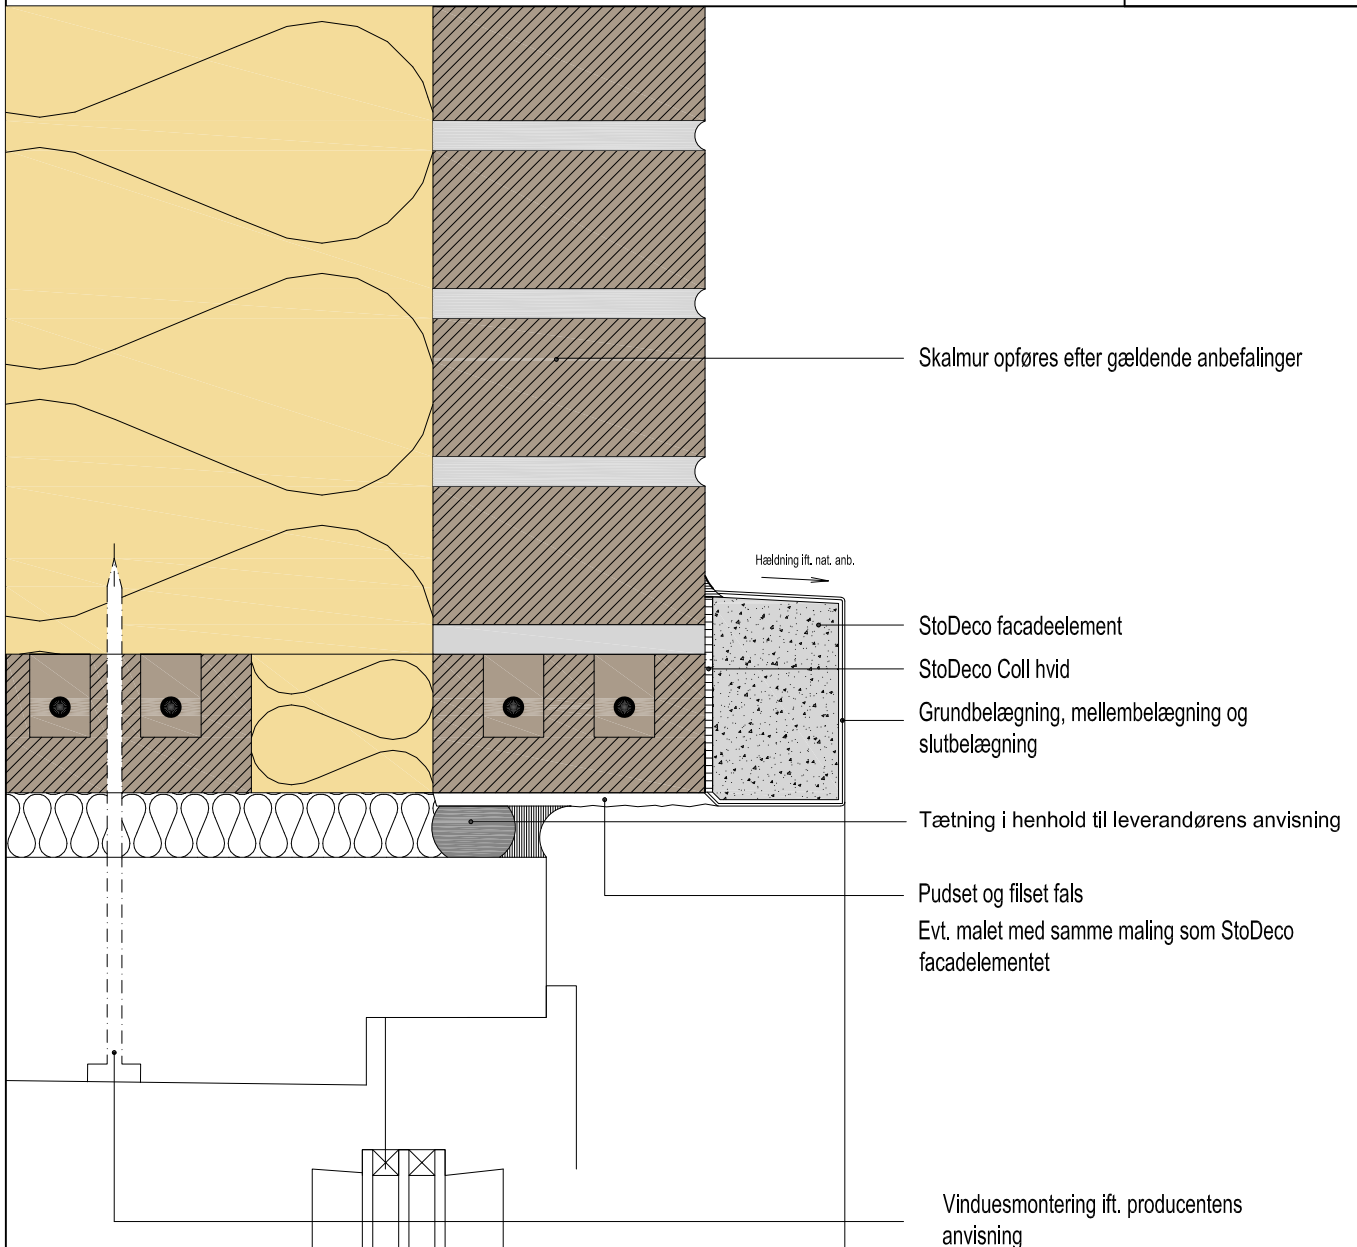 Skalmur opføres efter gældende anbefalinger
Hældning ift. nat. anb.
StoDeco facadeelement
StoDeco Coll hvid
Grundbelægning, mellembelægning og
slutbelægning
Tætning i henhold til leverandørens anvisning
Pudset og filset fals
Evt. malet med samme maling som StoDeco
facadelementet
Vinduesmontering ift. producentens
anvisning